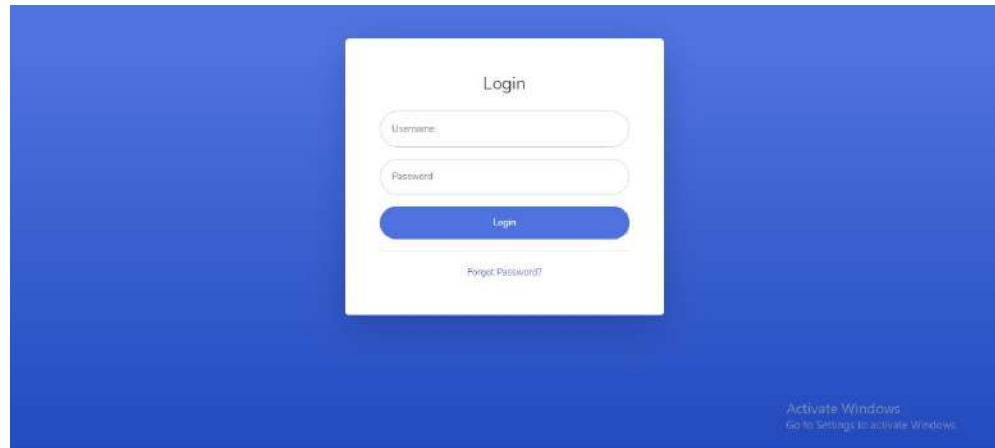 Login
Username
Password
Login
Forgot Password?
Activate Windows
Go to Settings to activate Windows.